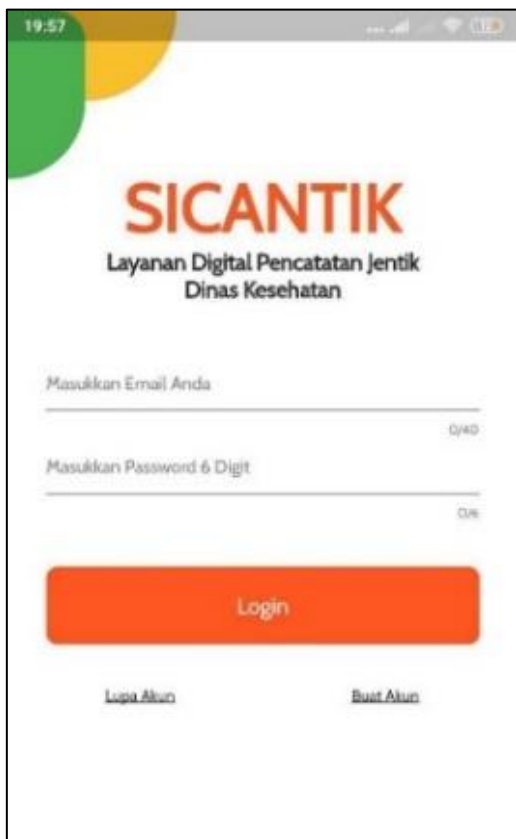 19:57
SICANTIK
Layanan Digital Pencatatan Jentik
Dinas Kesehatan
Masukkan Email Anda
0/40
Masukkan Password 6 Digit
0/6
Login
Lupa Akun
Buat Akun